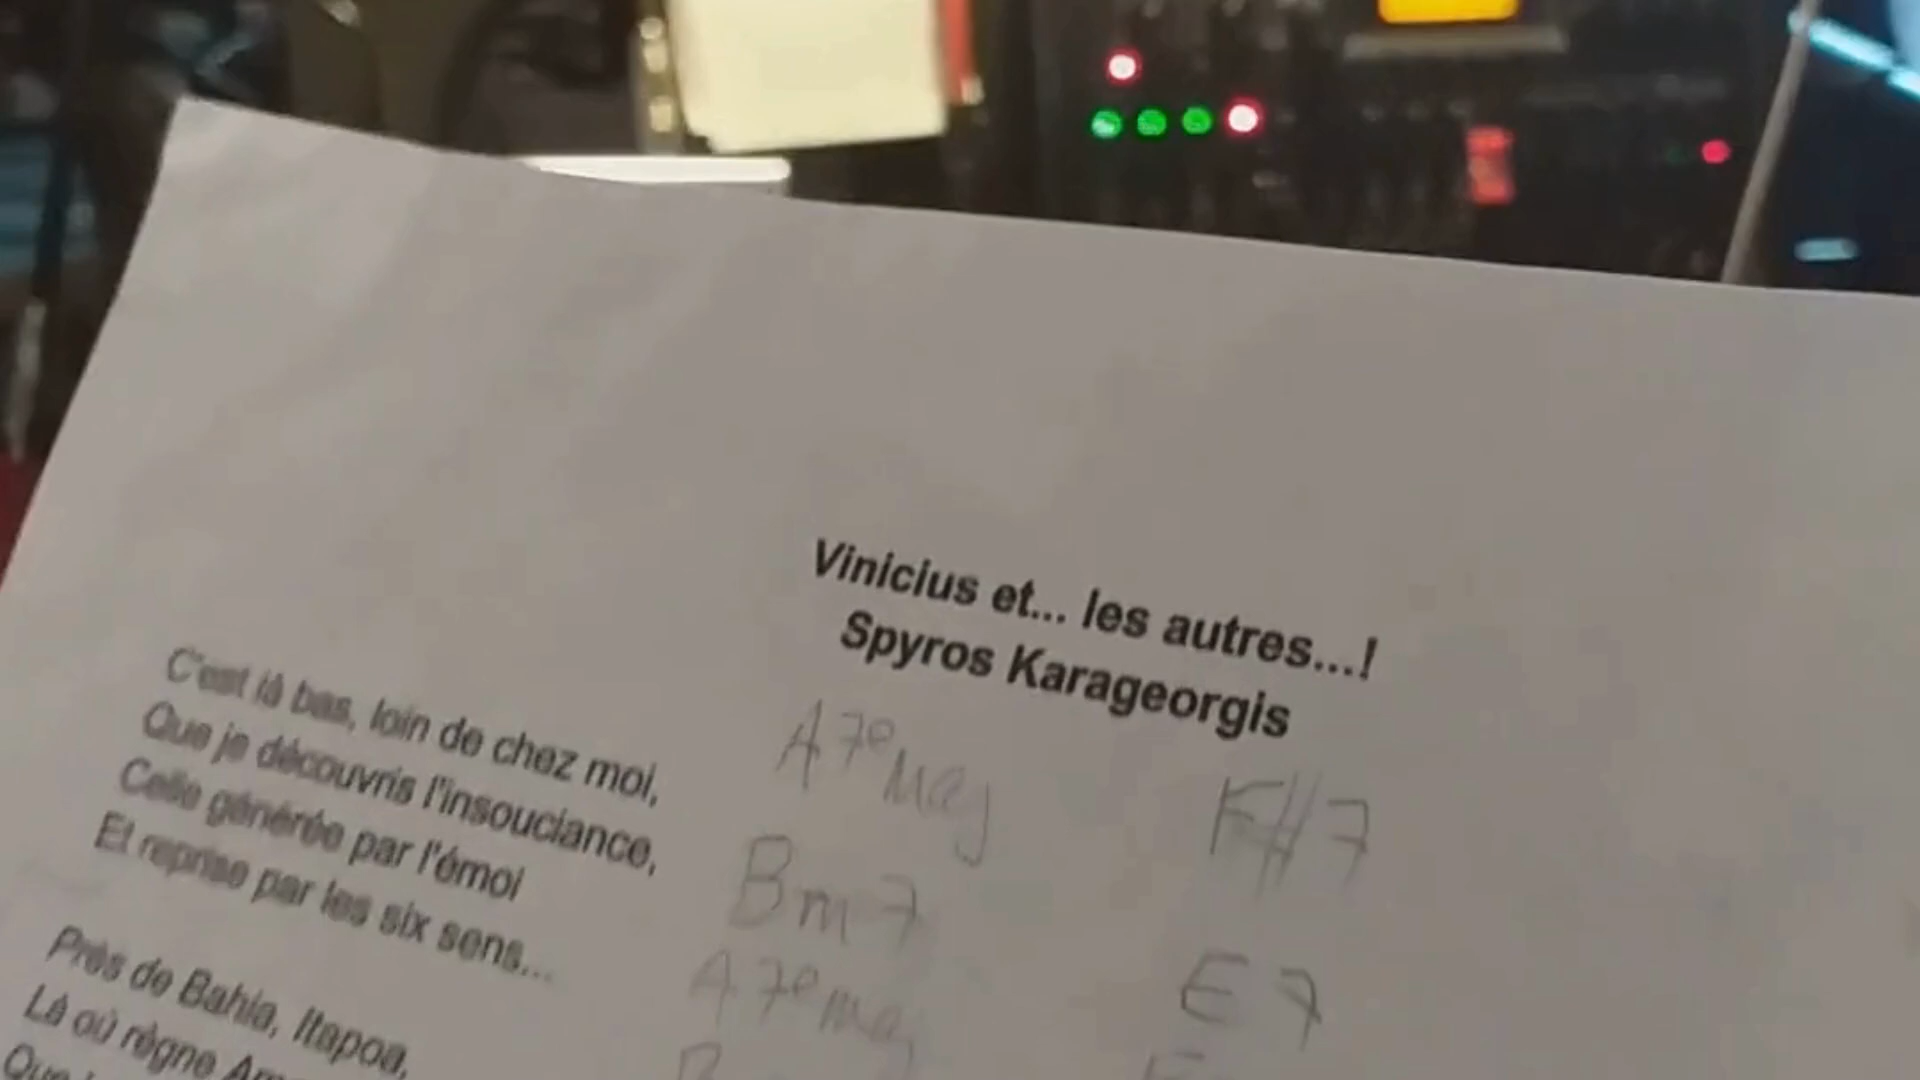 Vinicius et... les autres...!
Spyros Karageorgis
C'est là bas, loin de chez moi,
Que je découvris l'insouciance,
Celle générée par l'émoi
Et reprise par les six sens...
Près de Bahia, Itapoa,
Là où règne
Que
A7e Maj F#7
Bm7 E7
A7e maj